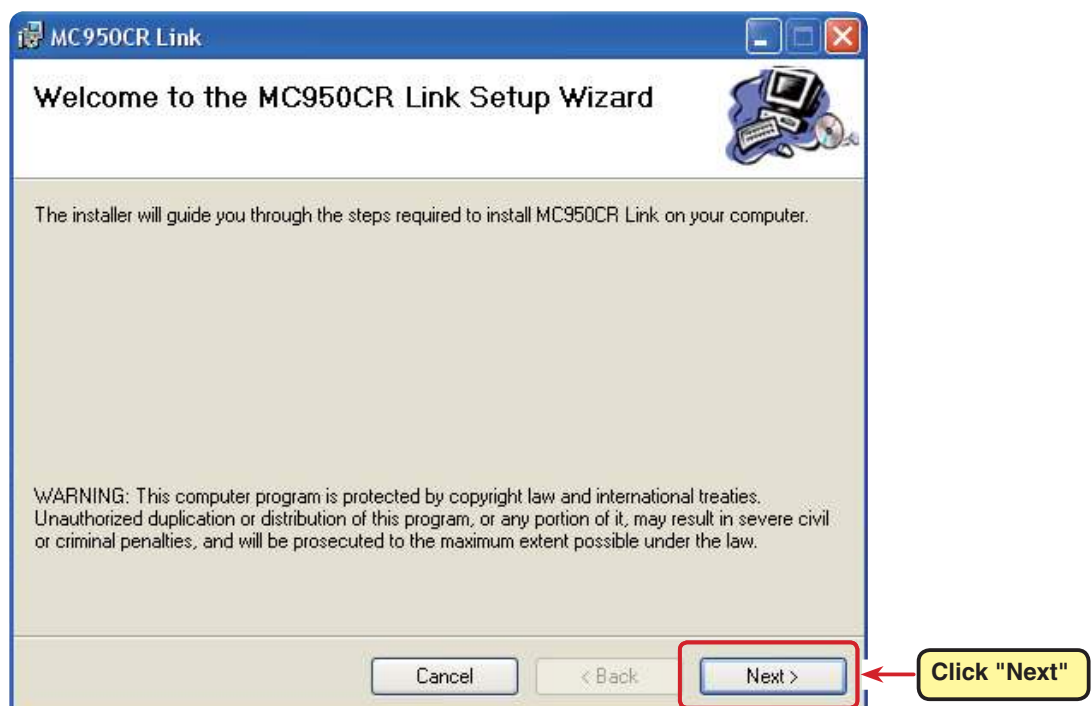 MC950CR Link
Welcome to the MC950CR Link Setup Wizard
The installer will guide you through the steps required to install MC950CR Link on your computer.
WARNING: This computer program is protected by copyright law and international treaties.
Unauthorized duplication or distribution of this program, or any portion of it, may result in severe civil
or criminal penalties, and will be prosecuted to the maximum extent possible under the law.
Cancel
< Back
Next >
Click "Next"